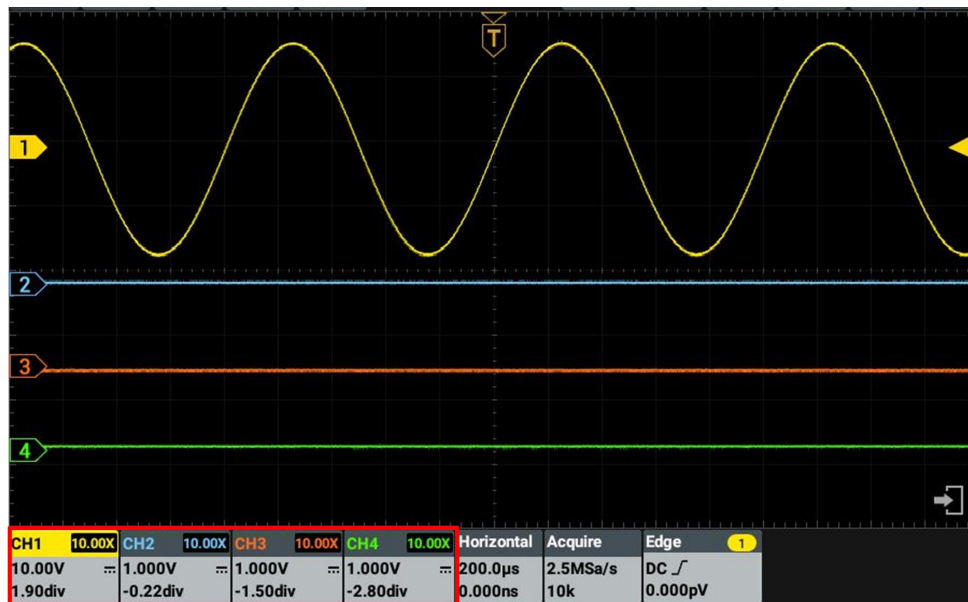 T
1
2
3
4
CH1 10.00X CH2 10.00X CH3 10.00X CH4 10.00X Horizontal Acquire Edge 1
10.00V 1.000V 1.000V 1.000V 200.0μs 2.5MSa/s DC
1.90div -0.22div -1.50div -2.80div 0.000ns 10k 0.000pV